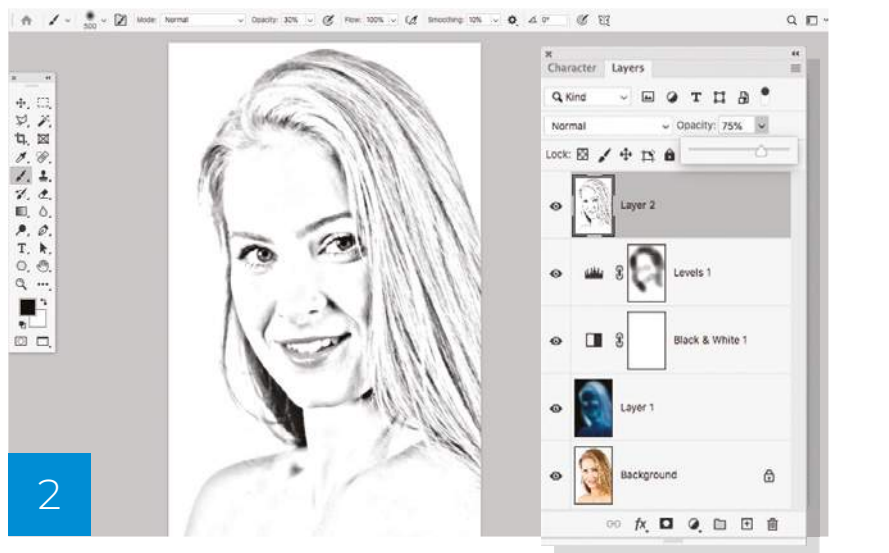 Mode: Normal Opacity: 30% Flow: 100% Smoothing: 10% 0°
500
Character Layers
Kind
Normal Opacity: 75%
Lock:
Layer 2
Levels 1
Black & White 1
Layer 1
Background
fx
2